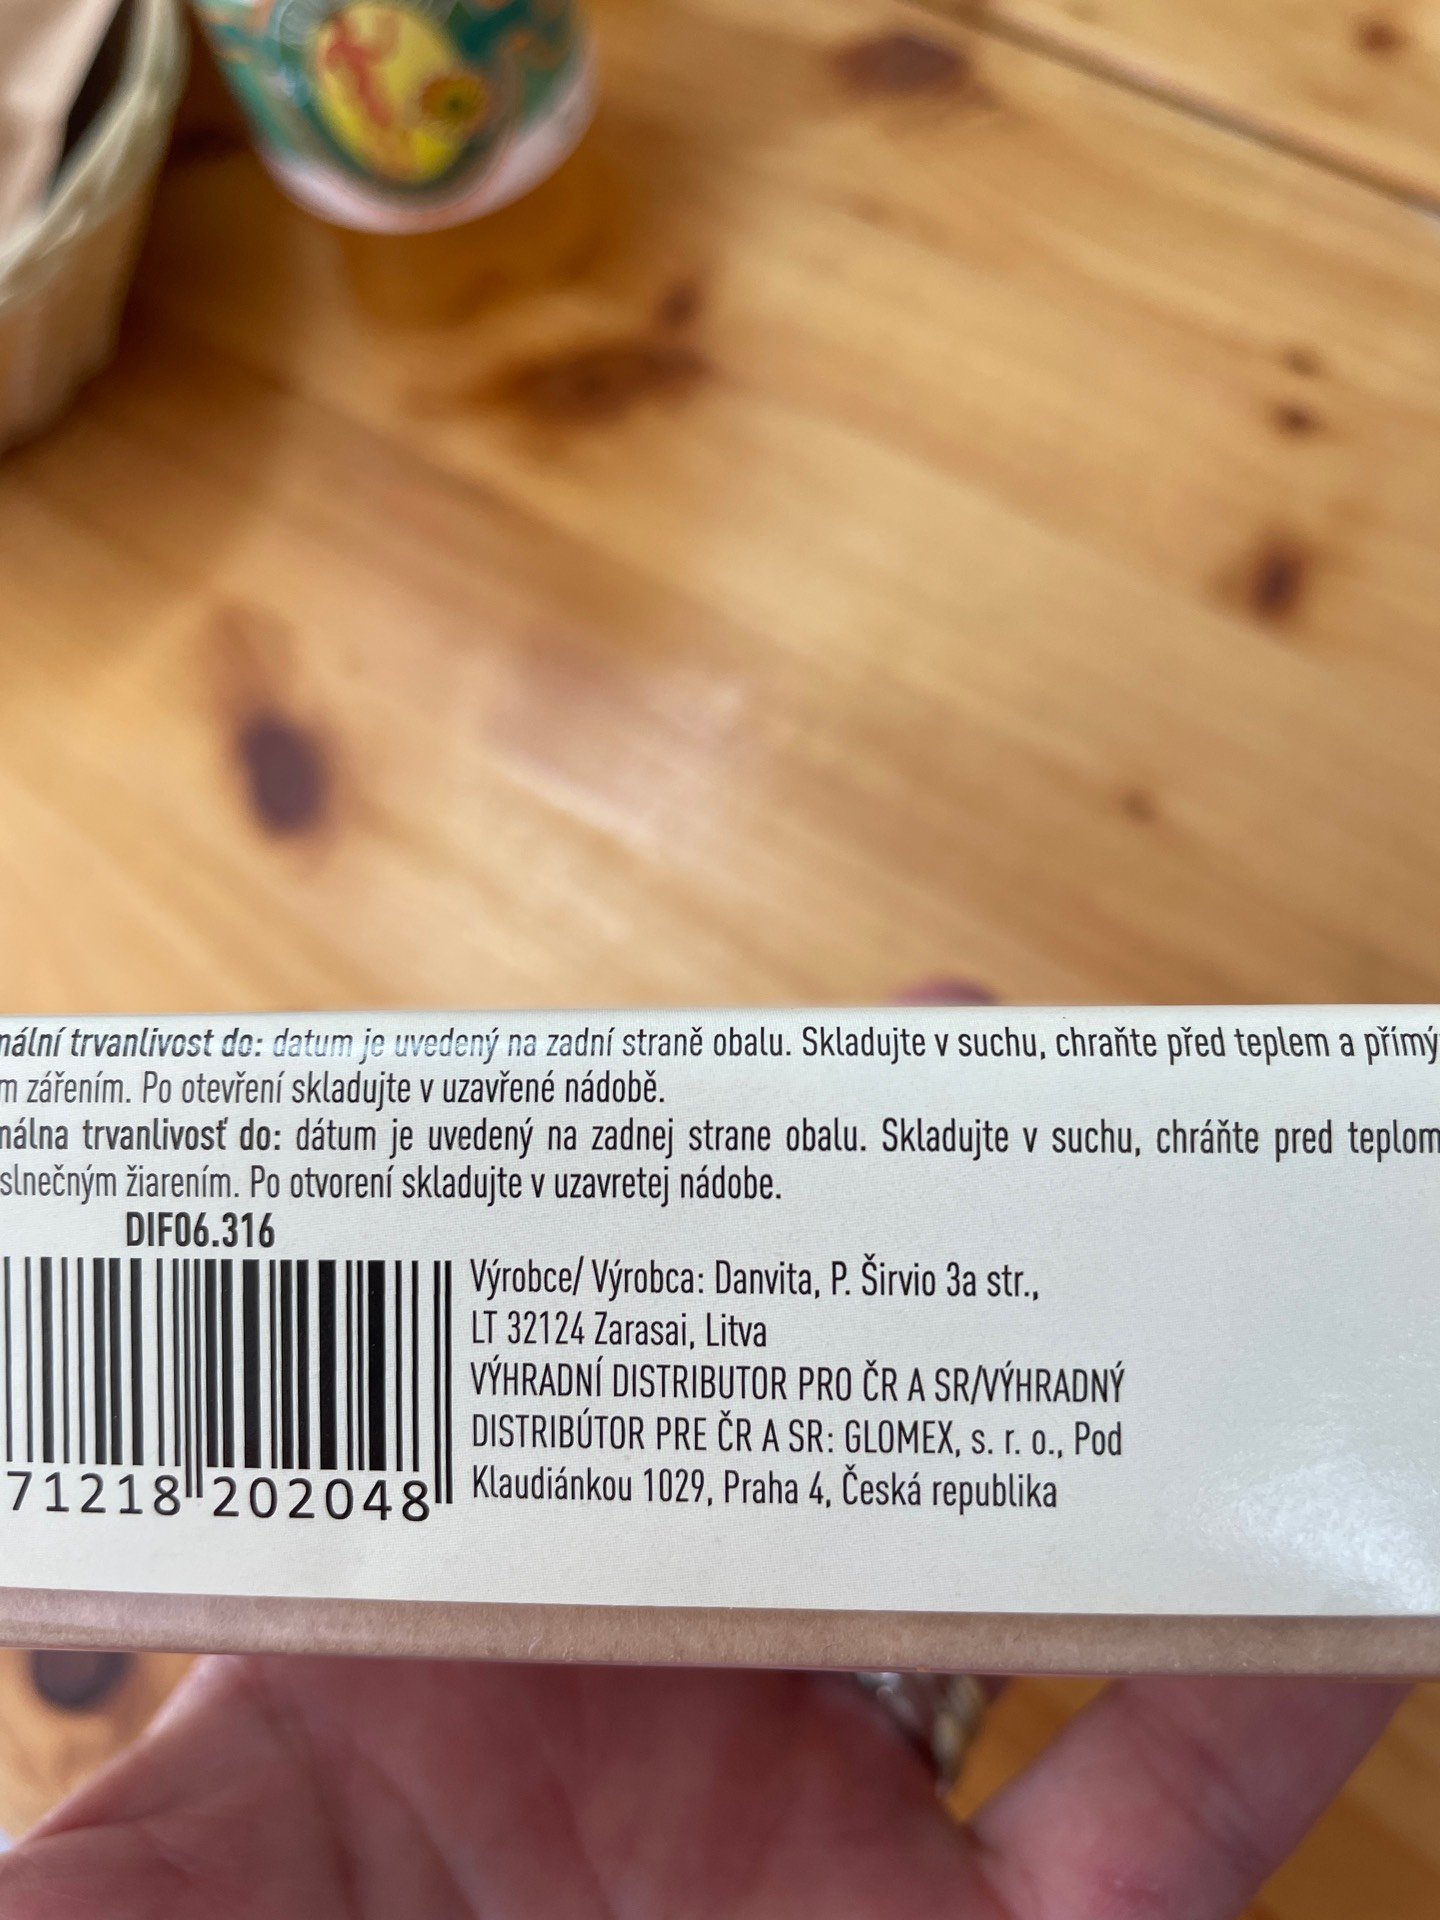 mální trvanlivost do: datum je uvedený na zadní straně obalu. Skladujte v suchu, chraňte před teplem a přímý
m zářením. Po otevření skladujte v uzavřené nádobě.
málna trvanlivosť do: dátum je uvedený na zadnej strane obalu. Skladujte v suchu, chráňte pred teplom
slnečným žiarením. Po otvorení skladujte v uzavretej nádobe.
DIF06.316
Výrobce/ Výrobca: Danvita, P. Širvio 3a str.,
LT 32124 Zarasai, Litva
VÝHRADNÍ DISTRIBUTOR PRO ČR A SR/VÝHRADNÝ
DISTRIBÚTOR PRE ČR A SR: GLOMEX, s. r. o., Pod
Klaudiánkou 1029, Praha 4, Česká republika
71218 202048